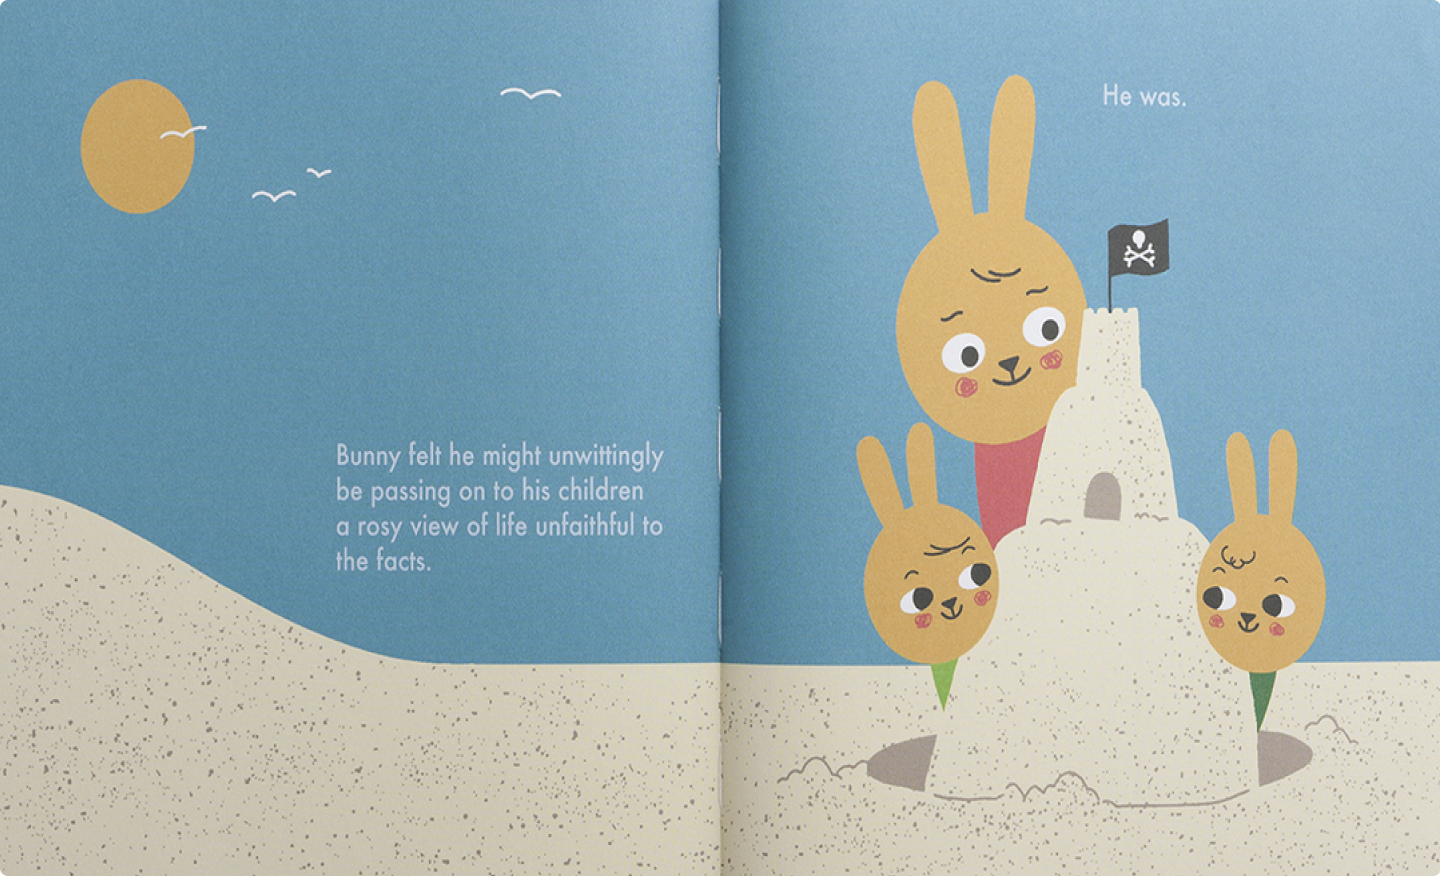 Bunny felt he might unwittingly
be passing on to his children
a rosy view of life unfaithful to
the facts.
He was.